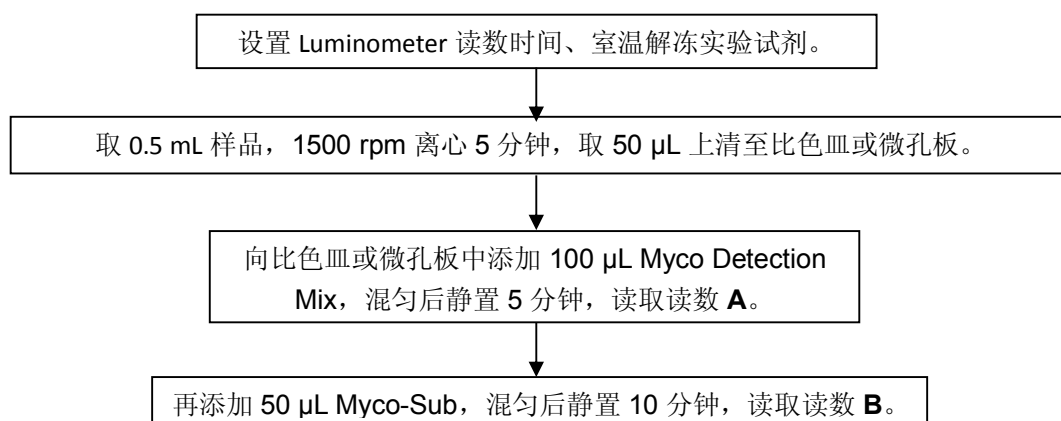 设置 Luminometer 读数时间、室温解冻实验试剂。
取 0.5 mL 样品，1500 rpm 离心 5 分钟，取 50 µL 上清至比色皿或微孔板。
向比色皿或微孔板中添加 100 µL Myco Detection
Mix，混匀后静置 5 分钟，读取读数 A。
再添加 50 µL Myco-Sub，混匀后静置 10 分钟，读取读数 B。